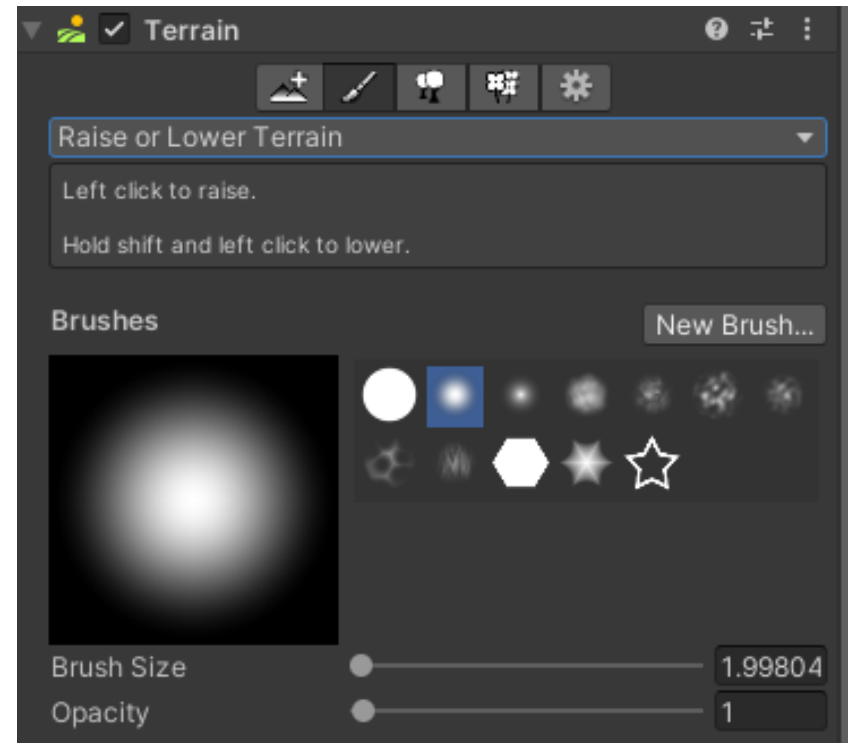 Terrain
Raise or Lower Terrain
Left click to raise.
Hold shift and left click to lower.
Brushes
New Brush...
Brush Size
1.99804
Opacity
1